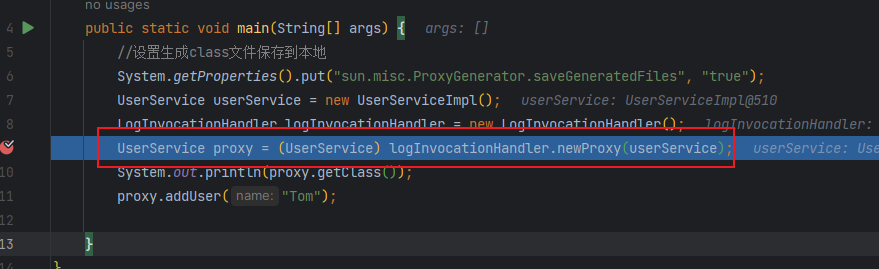 no usages
4 public static void main(String[] args) { args: []
5 //设置生成class文件保存到本地
6 System.getProperties().put("sun.misc.ProxyGenerator.saveGeneratedFiles", "true");
7 UserService userService = new UserServiceImpl(); userService: UserServiceImpl@510
8 LogInvocationHandler logInvocationHandler = new LogInvocationHandler(); logInvocationHandler:
UserService proxy = (UserService) logInvocationHandler.newProxy(userService); userService: Use
10 System.out.println(proxy.getClass());
11 proxy.addUser( name: "Tom");
12
13 }
14 }